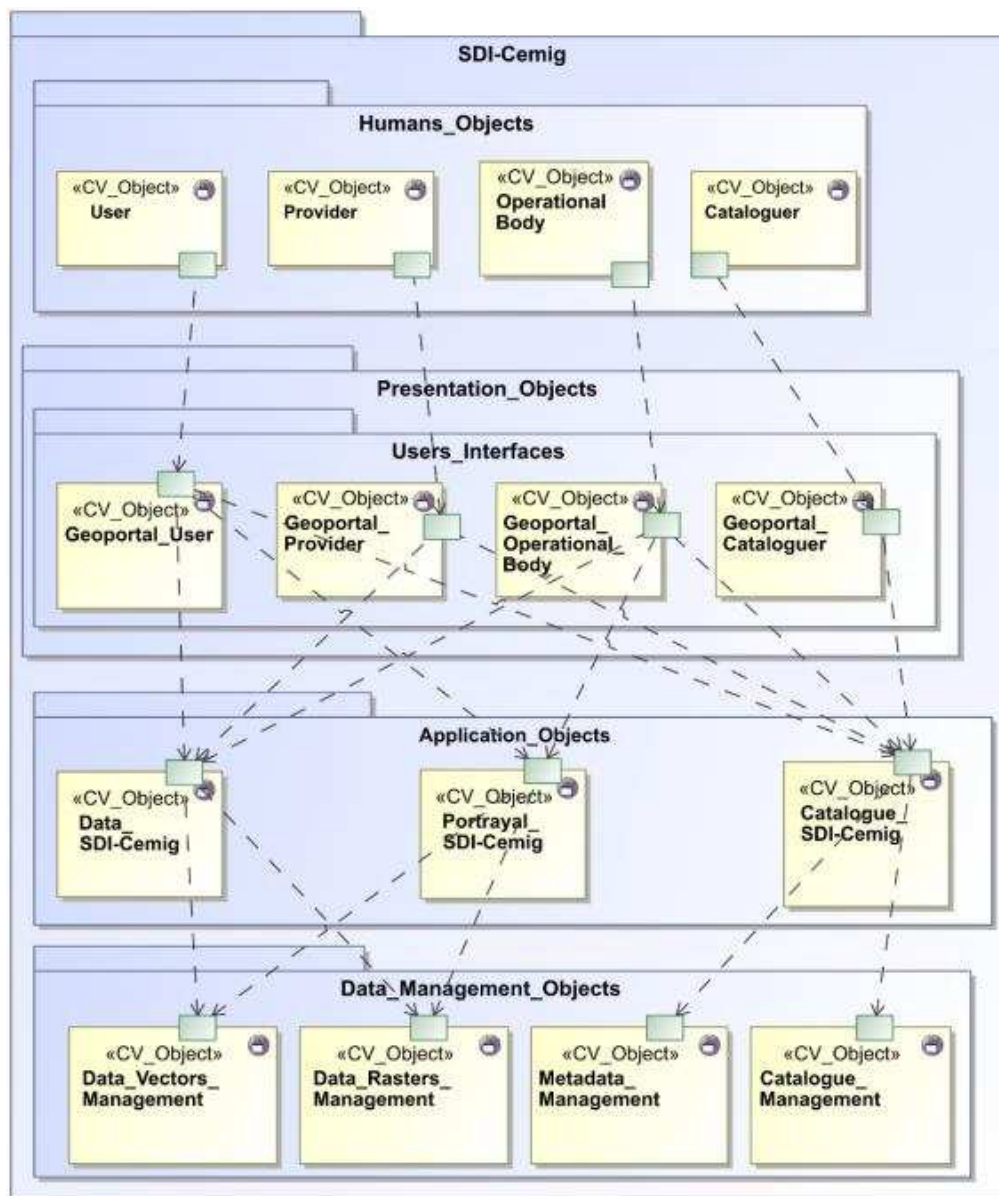 SDI-Cemig
Humans_Objects
«CV_Object»
User
«CV_Object»
Provider
«CV_Object»
Operational
Body
«CV_Object»
Cataloguer
Presentation_Objects
Users_Interfaces
«CV_Object»
Geoportal_User
«CV_Object»
Geoportal_
Provider
«CV_Object»
Geoportal_
Operational_
Body
«CV_Object»
Geoportal_
Cataloguer
Application_Objects
«CV_Object»
Data_
SDI-Cemig
«CV_Object»
Portrayal_
SDI-Cemig
«CV_Object»
Catalogue_
SDI-Cemig
Data_Management_Objects
«CV_Object»
Data_Vectors_
Management
«CV_Object»
Data_Rasters_
Management
«CV_Object»
Metadata_
Management
«CV_Object»
Catalogue_
Management